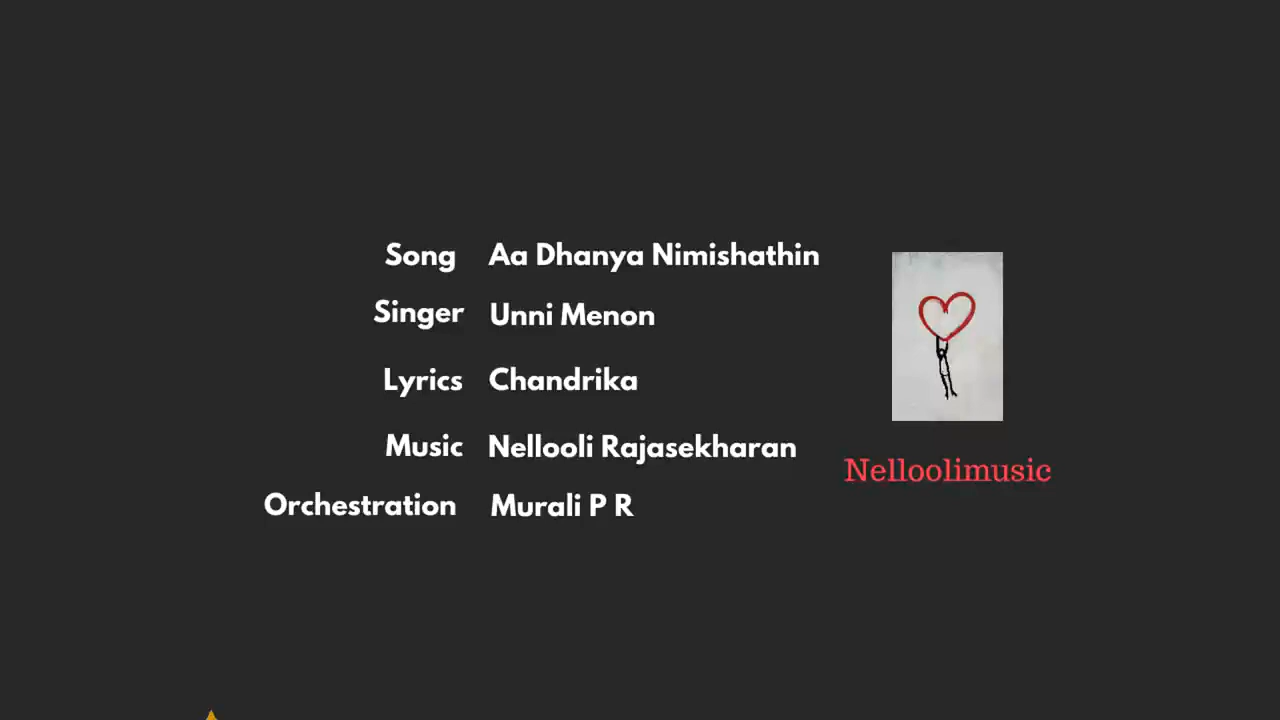 Song Aa Dhanya Nimishathin
Singer Unni Menon
Lyrics Chandrika
Music Nellooli Rajasekharan
Orchestration Murali P R
Nelloolimusic